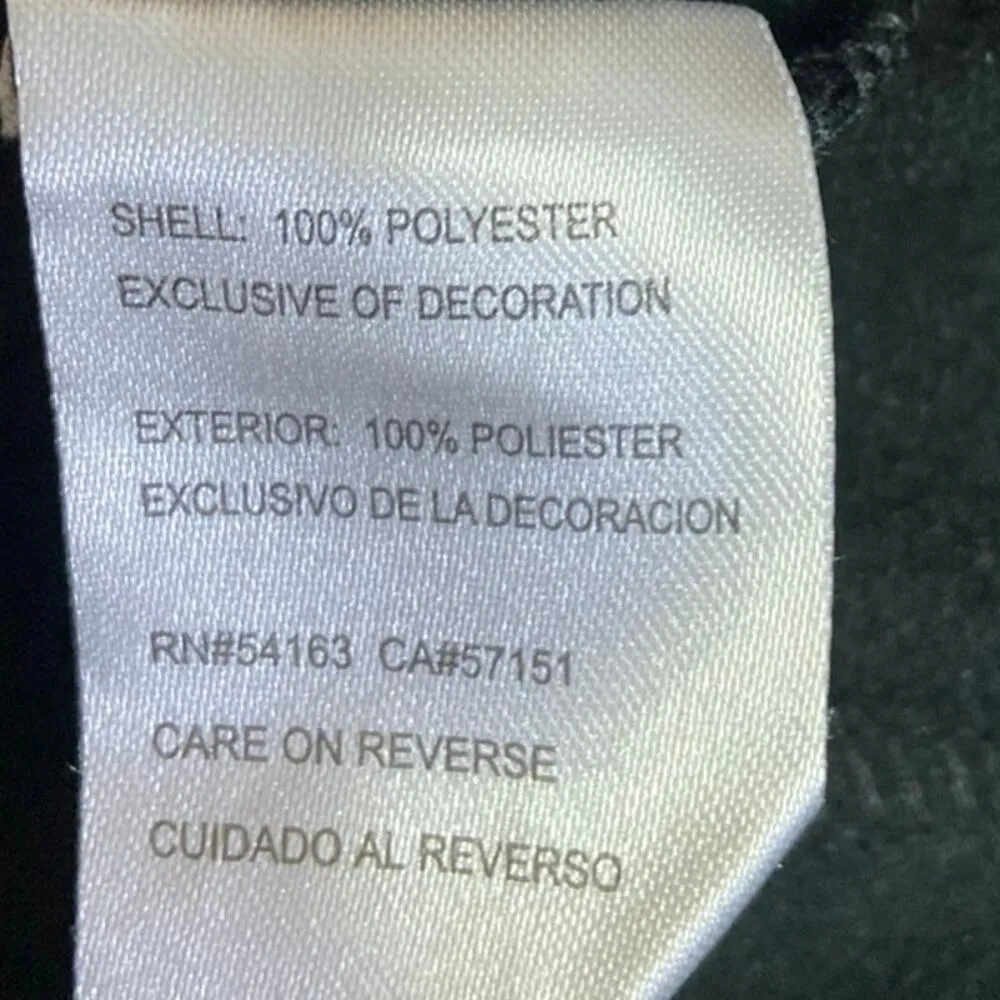 SHELL: 100% POLYESTER
EXCLUSIVE OF DECORATION
EXTERIOR: 100% POLIESTER
EXCLUSIVO DE LA DECORACION
RN#54163 CA#57151
CARE ON REVERSE
CUIDADO AL REVERSO